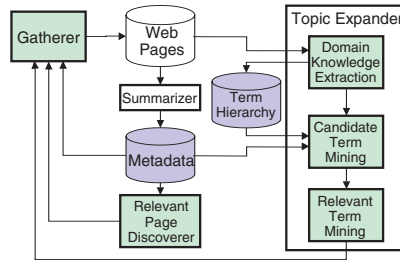 Topic Expander
Gatherer
Web
Pages
Domain
Knowledge
Extraction
Summarizer
Term
Hierarchy
Candidate
Term
Mining
Metadata
Relevant
Page
Discoverer
Relevant
Term
Mining